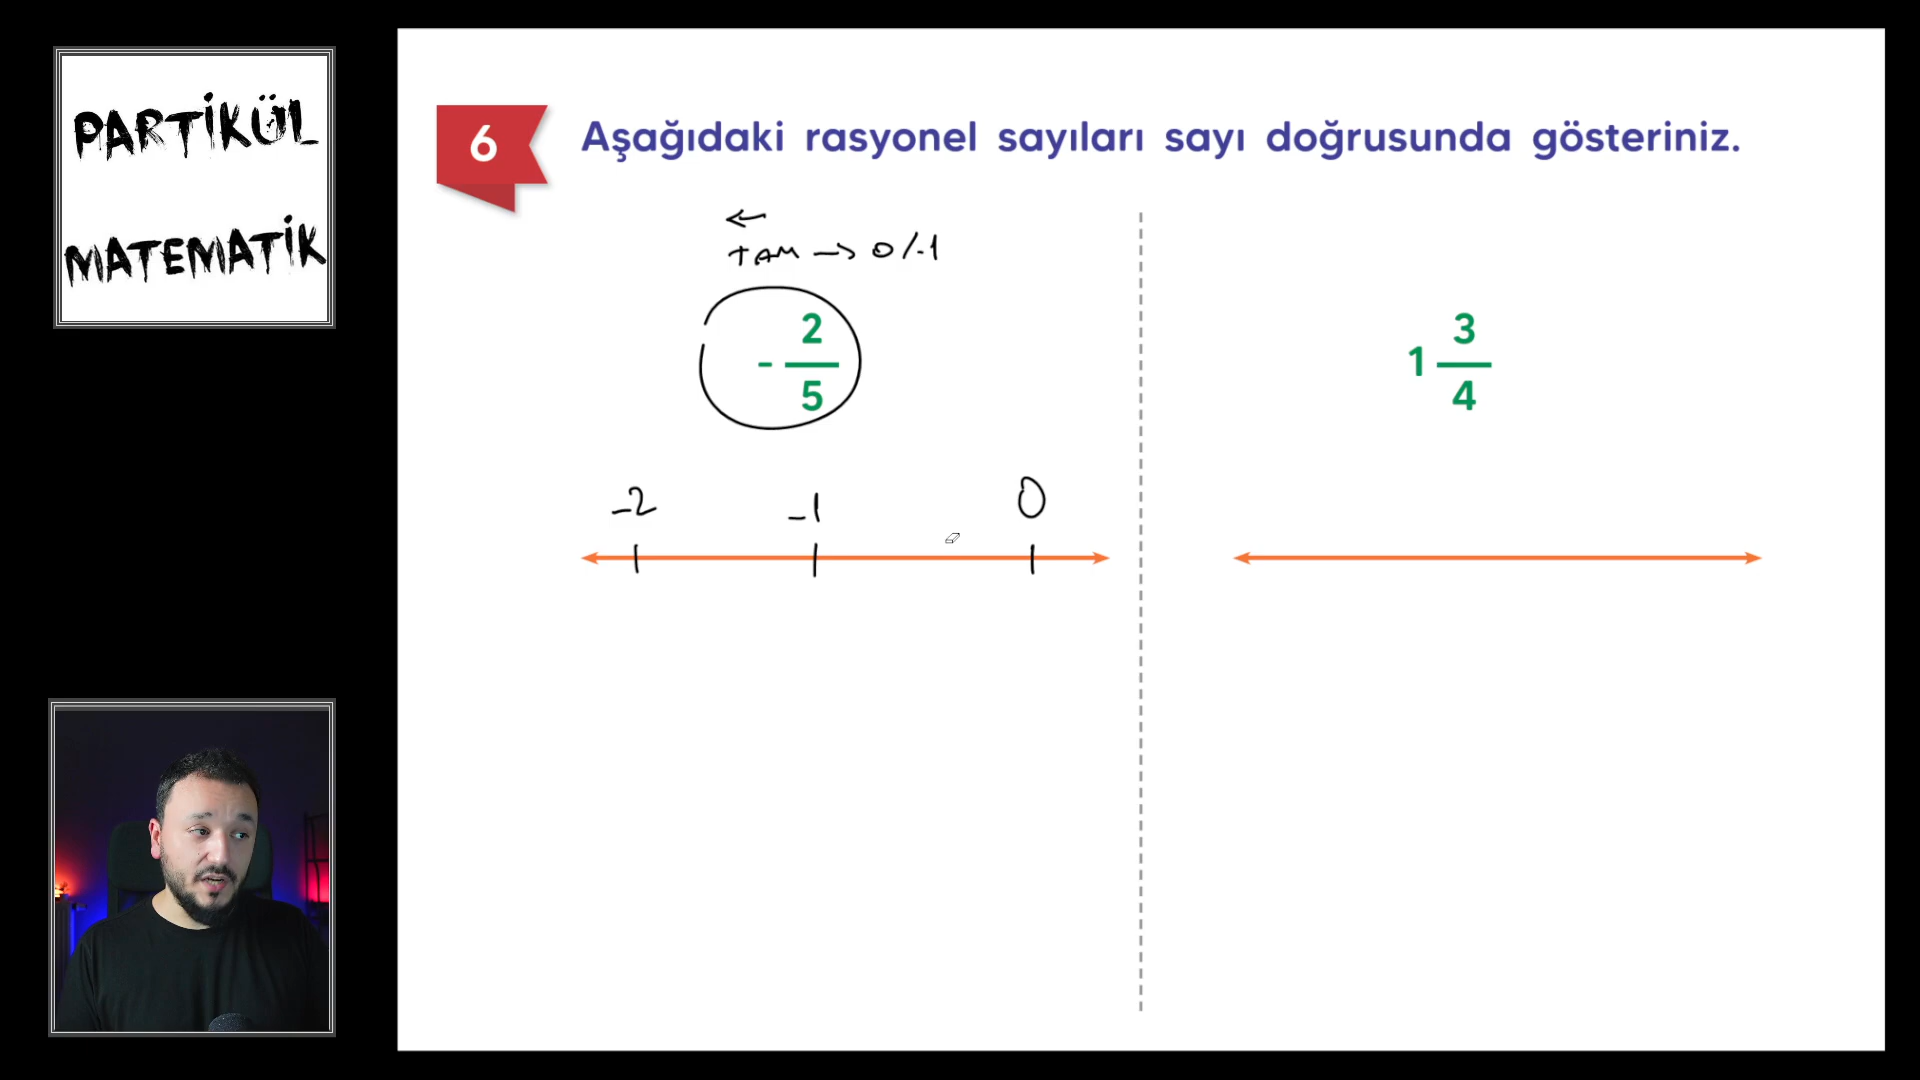 PARTİKÜL
MATEMATİK
6
Aşağıdaki rasyonel sayıları sayı doğrusunda gösteriniz.
←
TAM → 0/-1
- 2/5
-2 -1 0
1 3/4